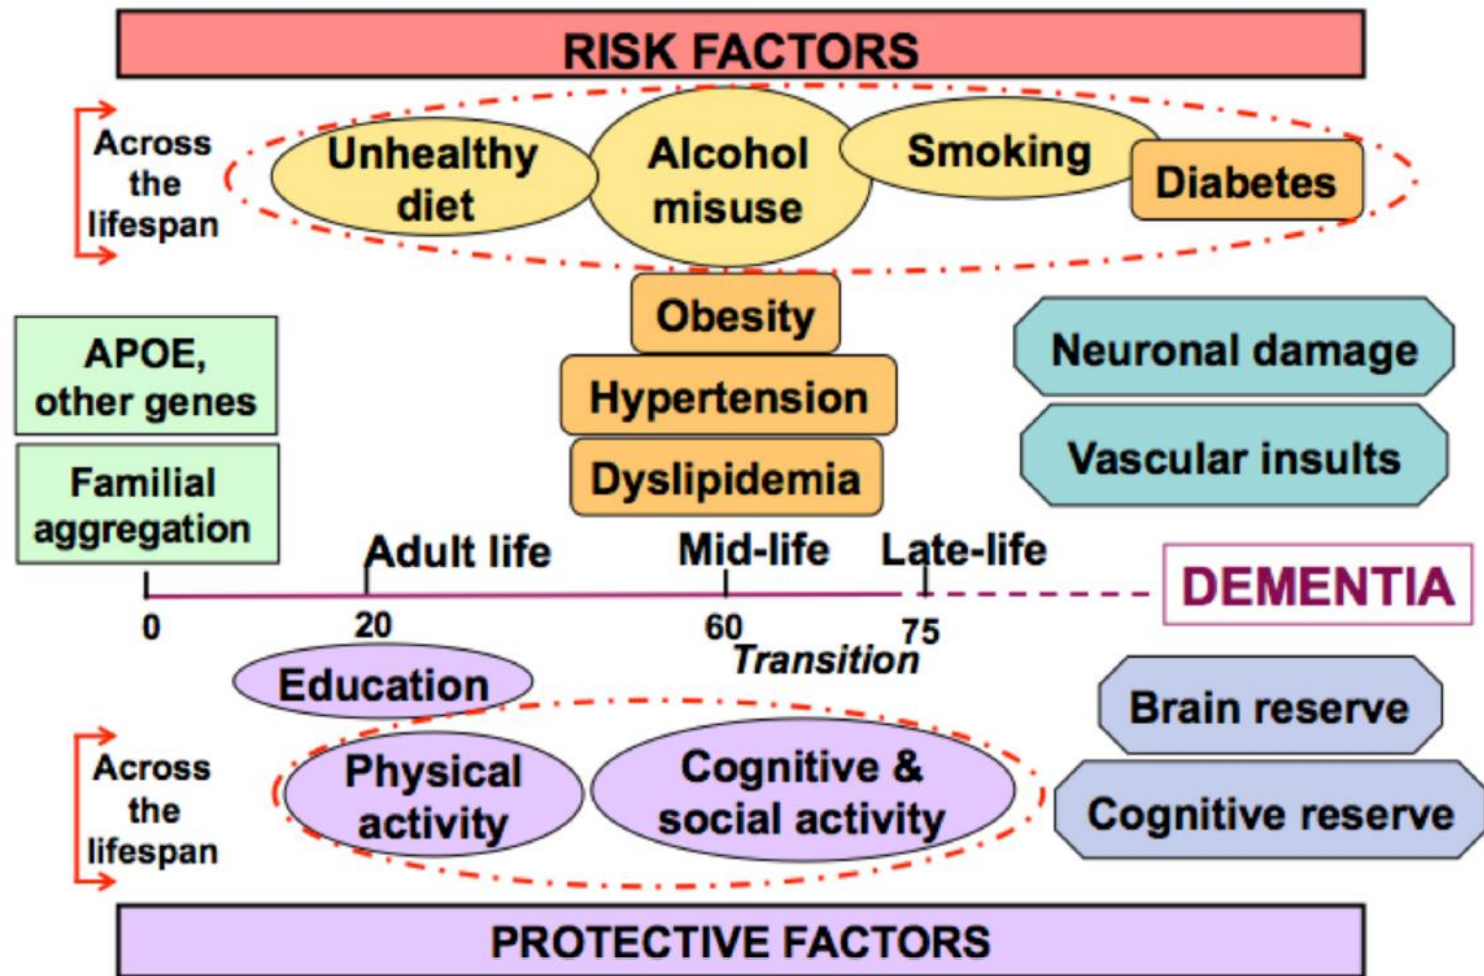 RISK FACTORS
Across
the
lifespan
Unhealthy
diet
Alcohol
misuse
Smoking
Diabetes
Obesity
Hypertension
Dyslipidemia
APOE,
other genes
Familial
aggregation
Neuronal damage
Vascular insults
Adult life
Mid-life
Late-life
DEMENTIA
0
20
60
75
Transition
Education
Across
the
lifespan
Physical
activity
Cognitive &
social activity
Brain reserve
Cognitive reserve
PROTECTIVE FACTORS